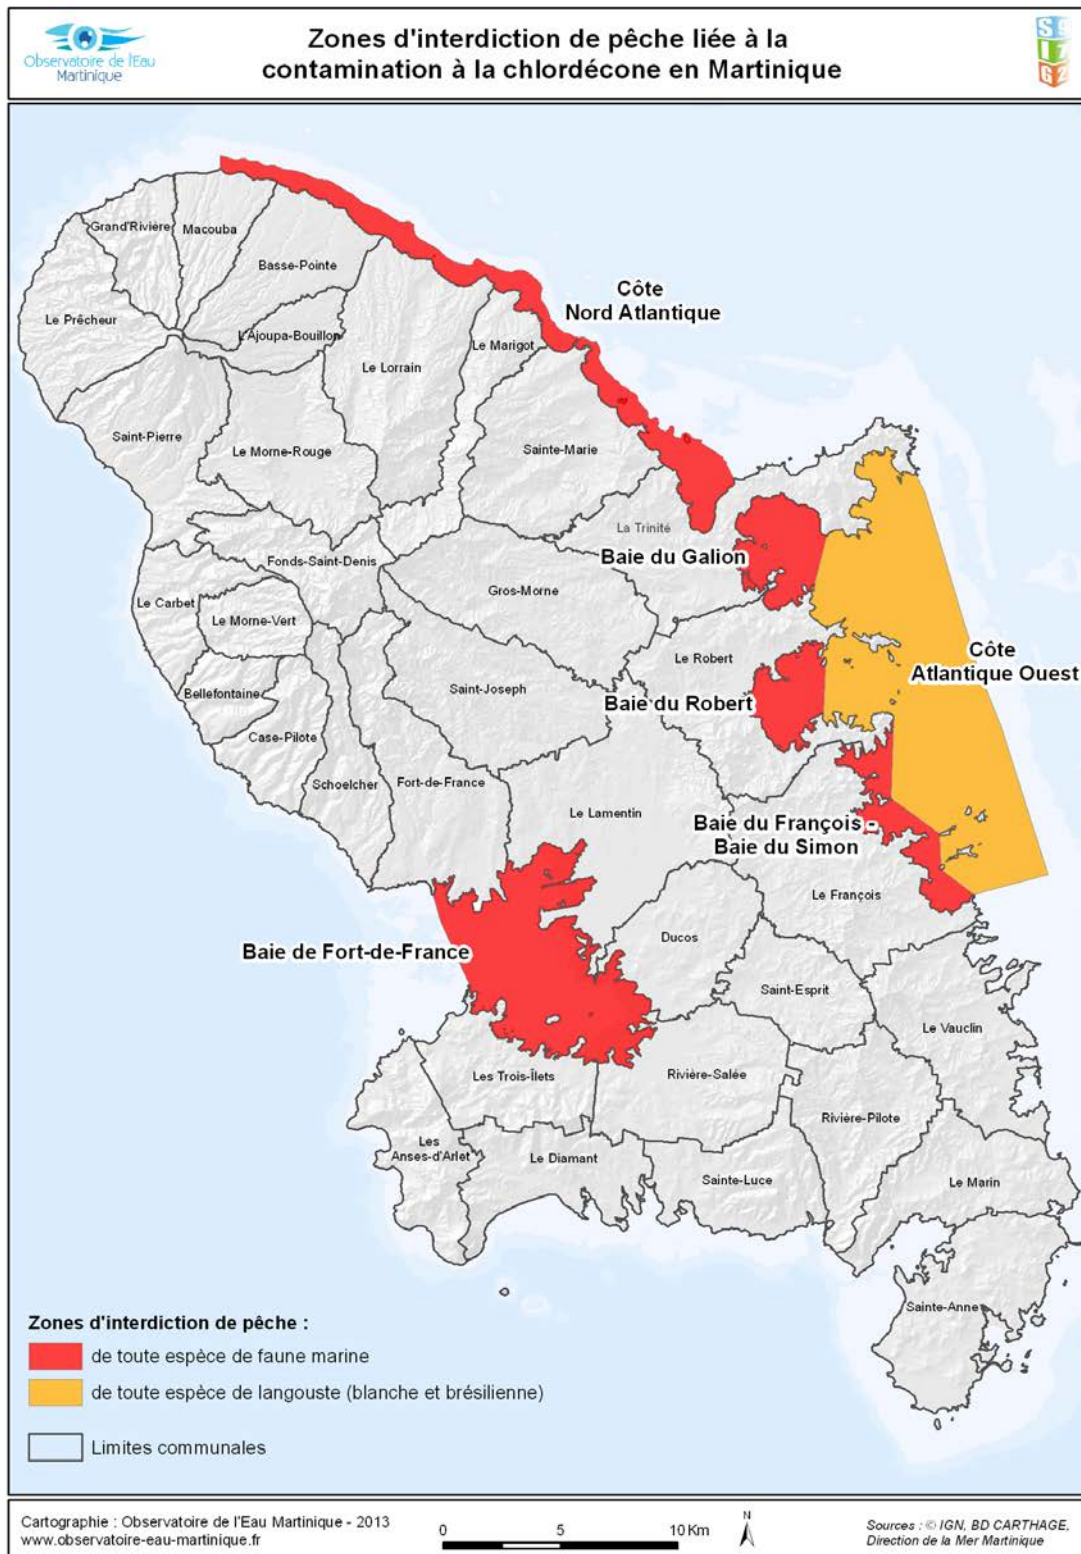 Observatoire de l'Eau
Martinique
Zones d'interdiction de pêche liée à la
contamination à la chlordécone en Martinique
S
I
G
972
Grand'Rivière
Macouba
Basse-Pointe
Le Prêcheur
L'Ajoupa-Bouillon
Côte
Nord Atlantique
Le Marigot
Le Lorrain
Saint-Pierre
Le Morne-Rouge
Sainte-Marie
La Trinité
Baie du Galion
Fonds-Saint-Denis
Gros-Morne
Le Carbet
Le Morne-Vert
Le Robert
Côte
Atlantique Ouest
Saint-Joseph
Bellefontaine
Baie du Robert
Case-Pilote
Schoelcher
Fort-de-France
Le Lamentin
Baie du François -
Baie du Simon
Le François
Ducos
Baie de Fort-de-France
Saint-Esprit
Le Vauclin
Les Trois-Îlets
Rivière-Salée
Rivière-Pilote
Les
Anses-d'Arlet
Le Diamant
Sainte-Luce
Le Marin
Sainte-Anne
Zones d'interdiction de pêche :
de toute espèce de faune marine
de toute espèce de langouste (blanche et brésilienne)
Limites communales
Cartographie : Observatoire de l'Eau Martinique - 2013
www.observatoire-eau-martinique.fr
0 5 10 Km
N
Sources : © IGN, BD CARTHAGE,
Direction de la Mer Martinique